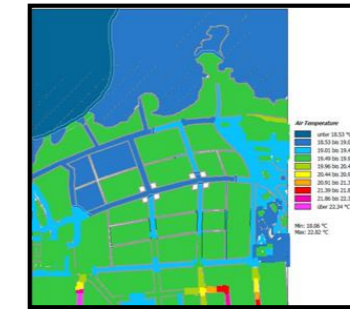 Air Temperature
unter 18.53 °C
18.53 bis 19.0
19.01 bis 19.4
19.49 bis 19.9
19.96 bis 20.4
20.44 bis 20.9
20.91 bis 21.3
21.39 bis 21.8
21.86 bis 22.3
über 22.34 °C
Min: 18.06 °C
Max: 22.82 °C